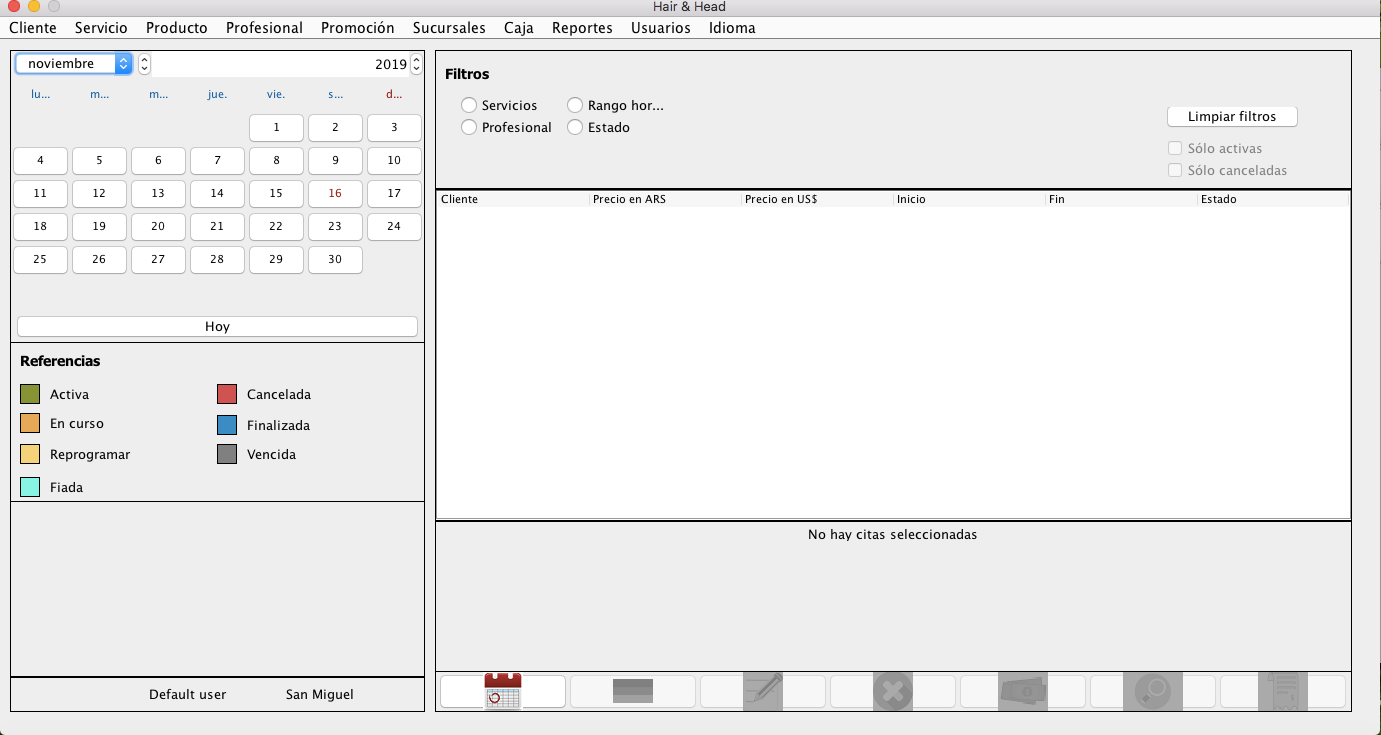 Hair & Head
Cliente Servicio Producto Profesional Promoción Sucursales Caja Reportes Usuarios Idioma
noviembre 2019
lu... m... m... jue. vie. s... d...
1 2 3
4 5 6 7 8 9 10
11 12 13 14 15 16 17
18 19 20 21 22 23 24
25 26 27 28 29 30
Hoy
Referencias
Activa Cancelada
En curso Finalizada
Reprogramar Vencida
Fiada
Default user San Miguel
Filtros
Servicios Rango hor...
Profesional Estado
Limpiar filtros
Sólo activas
Sólo canceladas
Cliente Precio en ARS Precio en US$ Inicio Fin Estado
No hay citas seleccionadas